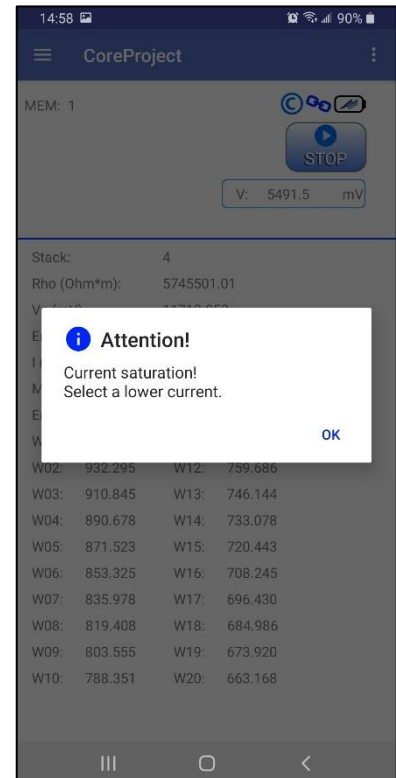 14:58 90%
CoreProject
MEM: 1
STOP
V: 5491.5 mV
Stack: 4
Rho (Ohm*m): 5745501.01
Attention!
Current saturation!
Select a lower current.
OK
W02: 932.295 W12: 759.686
W03: 910.845 W13: 746.144
W04: 890.678 W14: 733.078
W05: 871.523 W15: 720.443
W06: 853.325 W16: 708.245
W07: 835.978 W17: 696.430
W08: 819.408 W18: 684.986
W09: 803.555 W19: 673.920
W10: 788.351 W20: 663.168